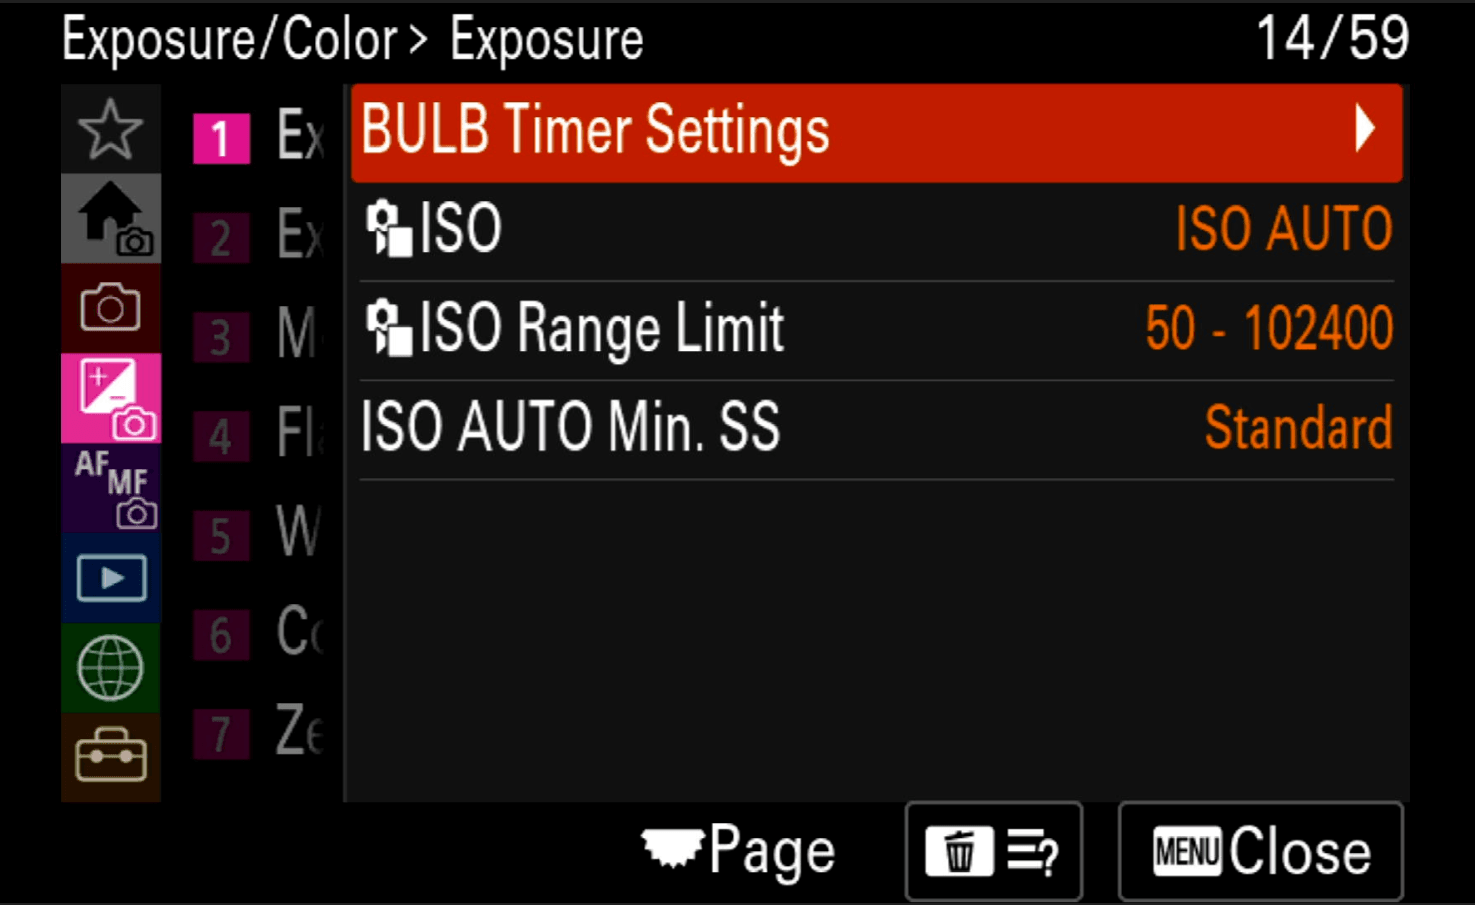 Exposure/Color> Exposure 14/59
BULB Timer Settings
ISO ISO AUTO
ISO Range Limit 50 - 102400
ISO AUTO Min. SS Standard
1 Ex
2 Ex
3 M
4 Fl
5 W
6 Co
7 Ze
AF MF
Page ? MENU Close